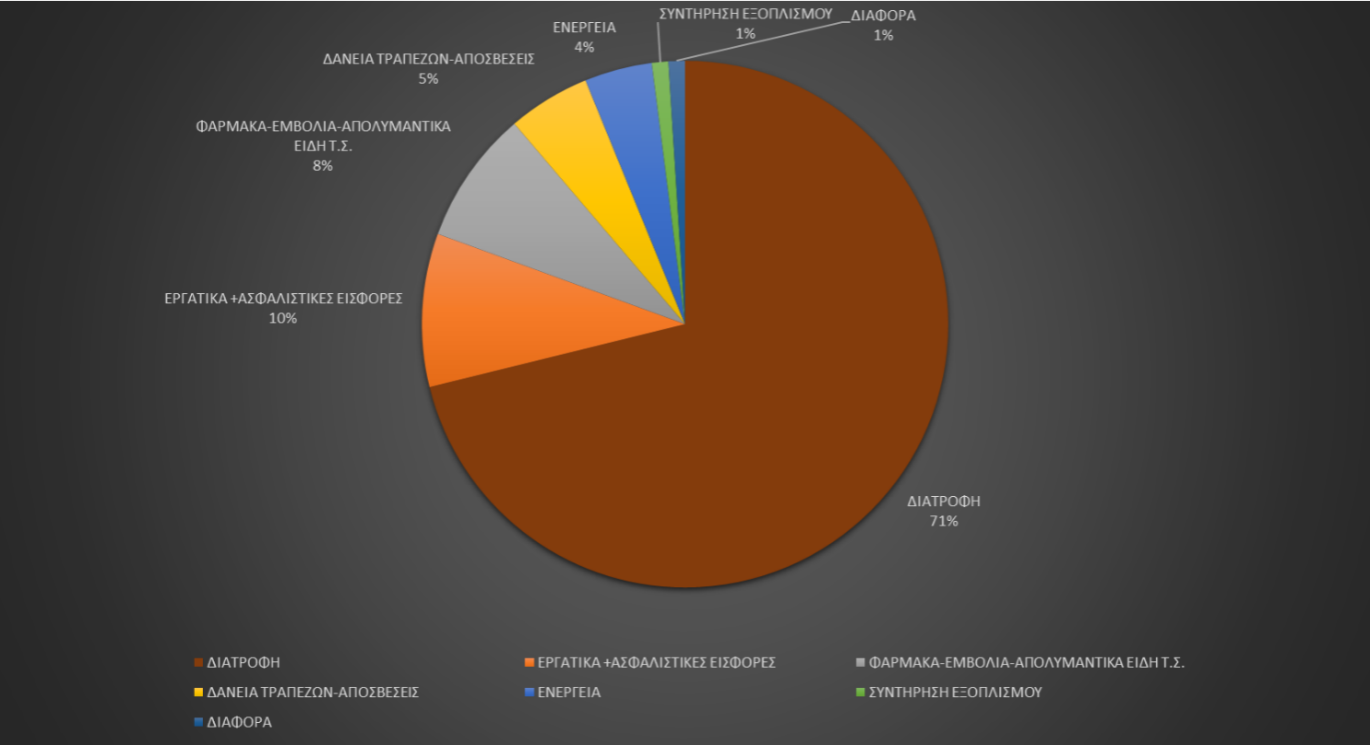 ΣΥΝΤΗΡΗΣΗ ΕΞΟΠΛΙΣΜΟΥ
1%
ΔΙΑΦΟΡΑ
1%
ΕΝΕΡΓΕΙΑ
4%
ΔΑΝΕΙΑ ΤΡΑΠΕΖΩΝ-ΑΠΟΣΒΕΣΕΙΣ
5%
ΦΑΡΜΑΚΑ-ΕΜΒΟΛΙΑ-ΑΠΟΛΥΜΑΝΤΙΚΑ
ΕΙΔΗ Τ.Σ.
8%
ΕΡΓΑΤΙΚΑ +ΑΣΦΑΛΙΣΤΙΚΕΣ ΕΙΣΦΟΡΕΣ
10%
ΔΙΑΤΡΟΦΗ
71%
ΔΙΑΤΡΟΦΗ
ΕΡΓΑΤΙΚΑ +ΑΣΦΑΛΙΣΤΙΚΕΣ ΕΙΣΦΟΡΕΣ
ΦΑΡΜΑΚΑ-ΕΜΒΟΛΙΑ-ΑΠΟΛΥΜΑΝΤΙΚΑ ΕΙΔΗ Τ.Σ.
ΔΑΝΕΙΑ ΤΡΑΠΕΖΩΝ-ΑΠΟΣΒΕΣΕΙΣ
ΕΝΕΡΓΕΙΑ
ΣΥΝΤΗΡΗΣΗ ΕΞΟΠΛΙΣΜΟΥ
ΔΙΑΦΟΡΑ